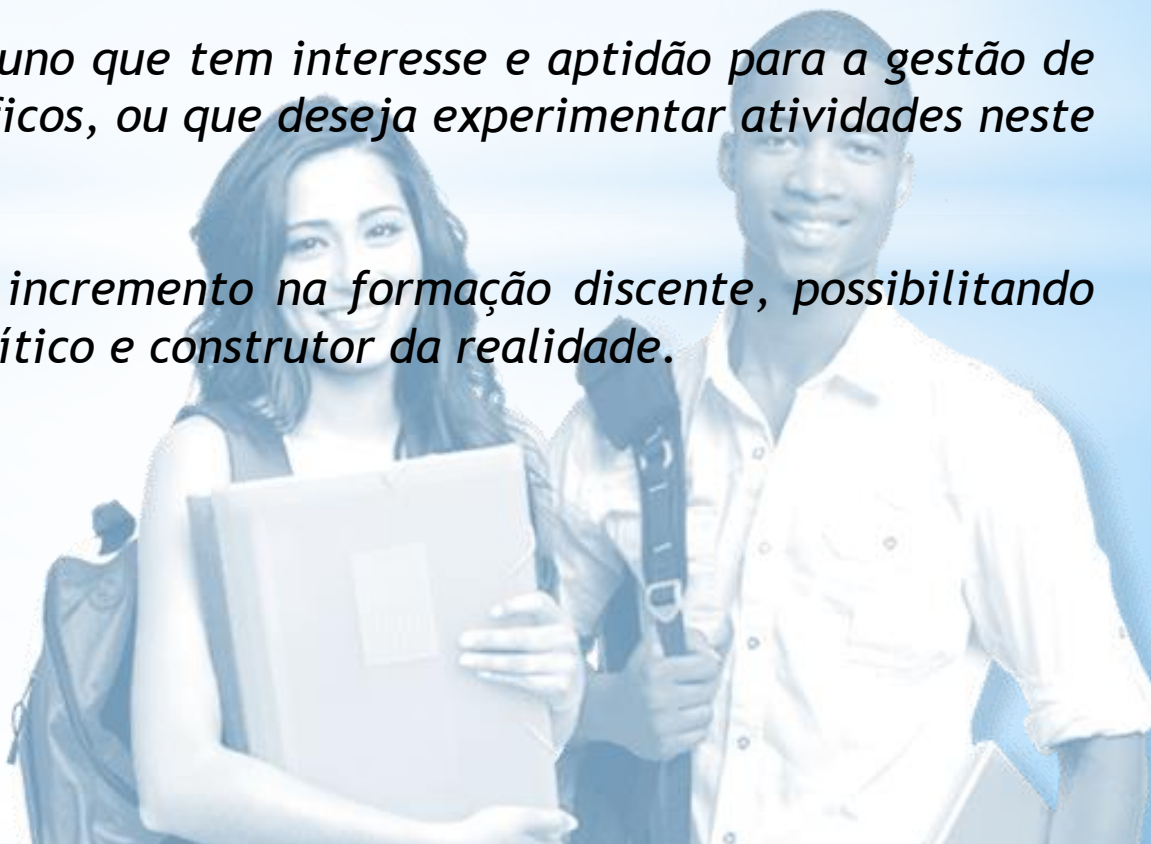 uno que tem interesse e aptidão para a gestão de
ficos, ou que deseja experimentar atividades neste
incremento na formação discente, possibilitando
ítico e construtor da realidade.